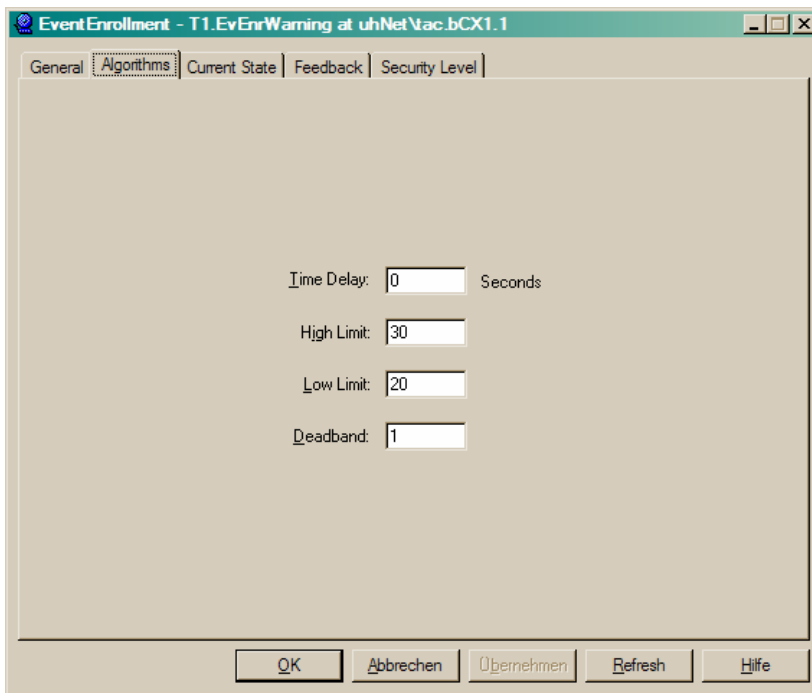 EventEnrollment - T1.EvEnrWarning at uhNet\tac.bCX1.1
General Algorithms Current State Feedback Security Level
Time Delay: 0 Seconds
High Limit: 30
Low Limit: 20
Deadband: 1
OK Abbrechen Übernehmen Refresh Hilfe